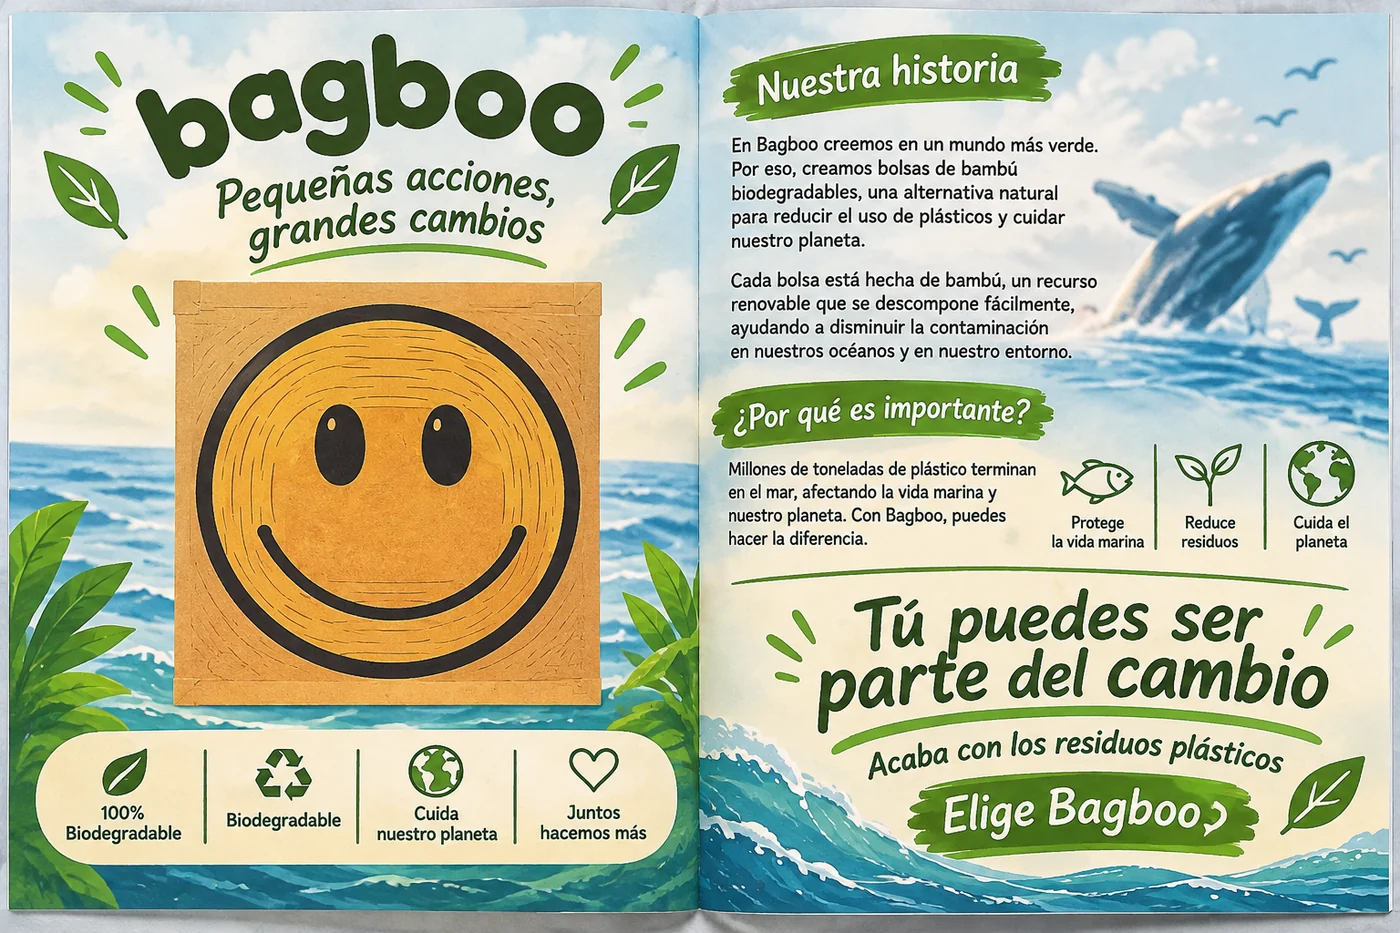 bagboo
Pequeñas acciones,
grandes cambios
100%
Biodegradable
Biodegradable
Cuida
nuestro planeta
Juntos
hacemos más
Nuestra historia
En Bagboo creemos en un mundo más verde.
Por eso, creamos bolsas de bambú
biodegradables, una alternativa natural
para reducir el uso de plásticos y cuidar
nuestro planeta.
Cada bolsa está hecha de bambú, un recurso
renovable que se descompone fácilmente,
ayudando a disminuir la contaminación
en nuestros océanos y en nuestro entorno.
¿Por qué es importante?
Millones de toneladas de plástico terminan
en el mar, afectando la vida marina y
nuestro planeta. Con Bagboo, puedes
hacer la diferencia.
Protege
la vida marina
Reduce
residuos
Cuida el
planeta
Tú puedes ser
parte del cambio
Acaba con los residuos plásticos
Elige Bagboo